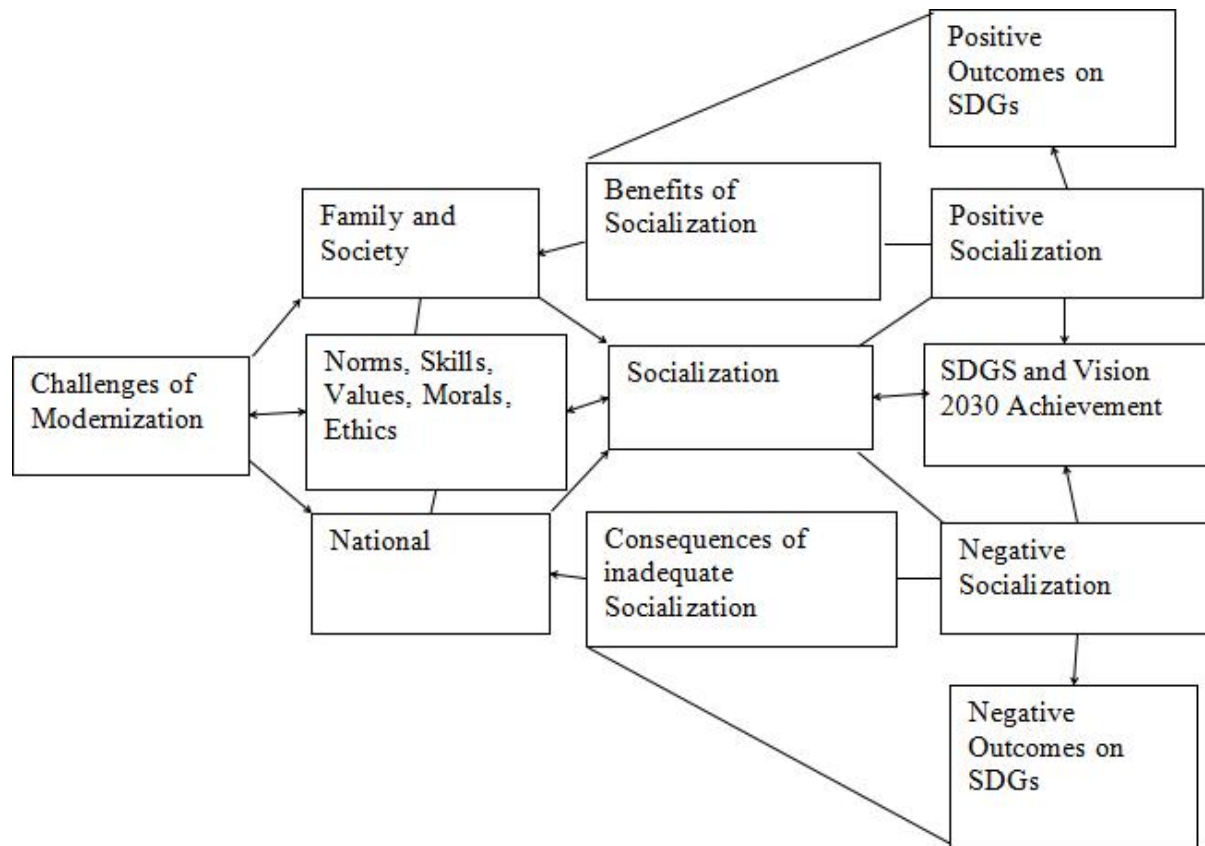 Positive
Outcomes on
SDGs
Benefits of
Socialization
Positive
Socialization
Family and
Society
Challenges of
Modernization
Norms, Skills,
Values, Morals,
Ethics
Socialization
SDGS and Vision
2030 Achievement
National
Consequences of
inadequate
Socialization
Negative
Socialization
Negative
Outcomes on
SDGs